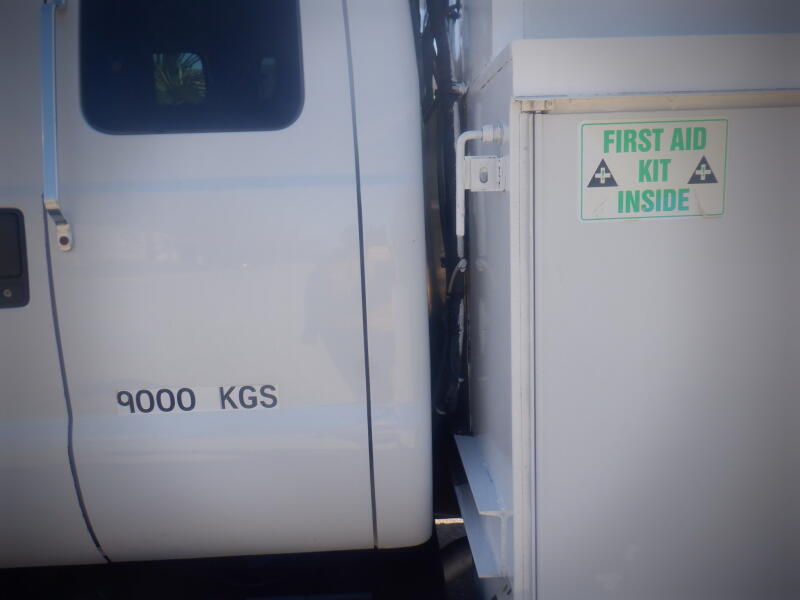 9000 KGS
FIRST AID
KIT
INSIDE